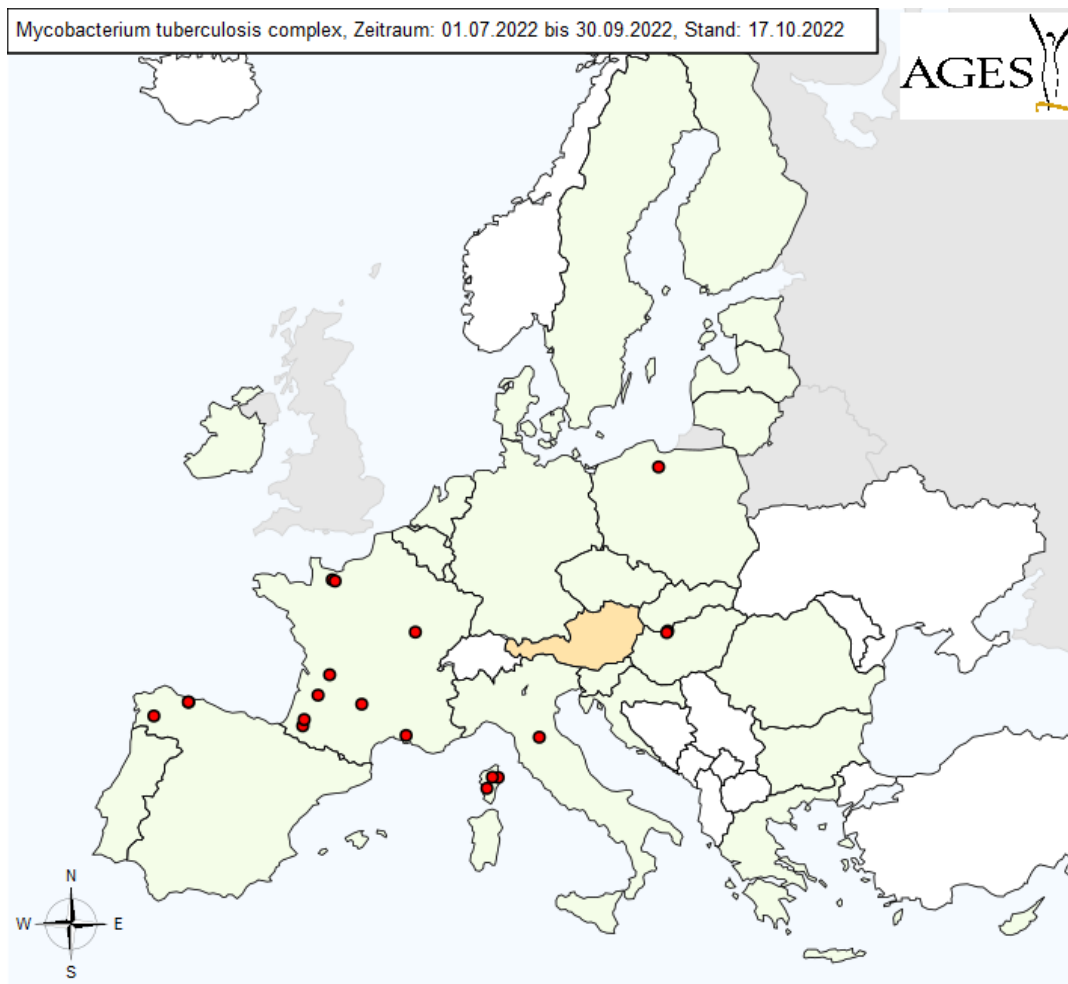 Mycobacterium tuberculosis complex, Zeitraum: 01.07.2022 bis 30.09.2022, Stand: 17.10.2022
AGES
N
W E
S